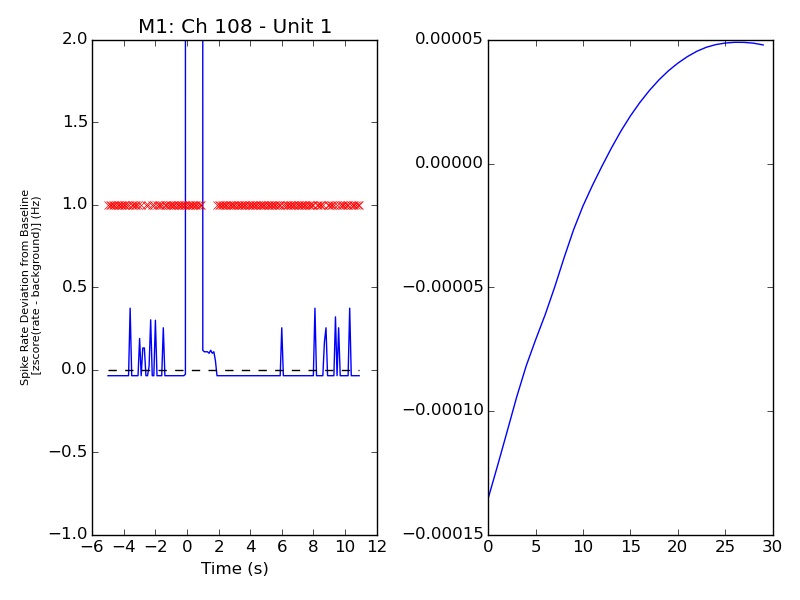 M1: Ch 108 - Unit 1
Spike Rate Deviation from Baseline
[zscore(rate - background)] (Hz)
2.0
1.5
1.0
0.5
0.0
−0.5
−1.0
−6 −4 −2 0 2 4 6 8 10 12
Time (s)
0.00005
0.00000
−0.00005
−0.00010
−0.00015
0 5 10 15 20 25 30